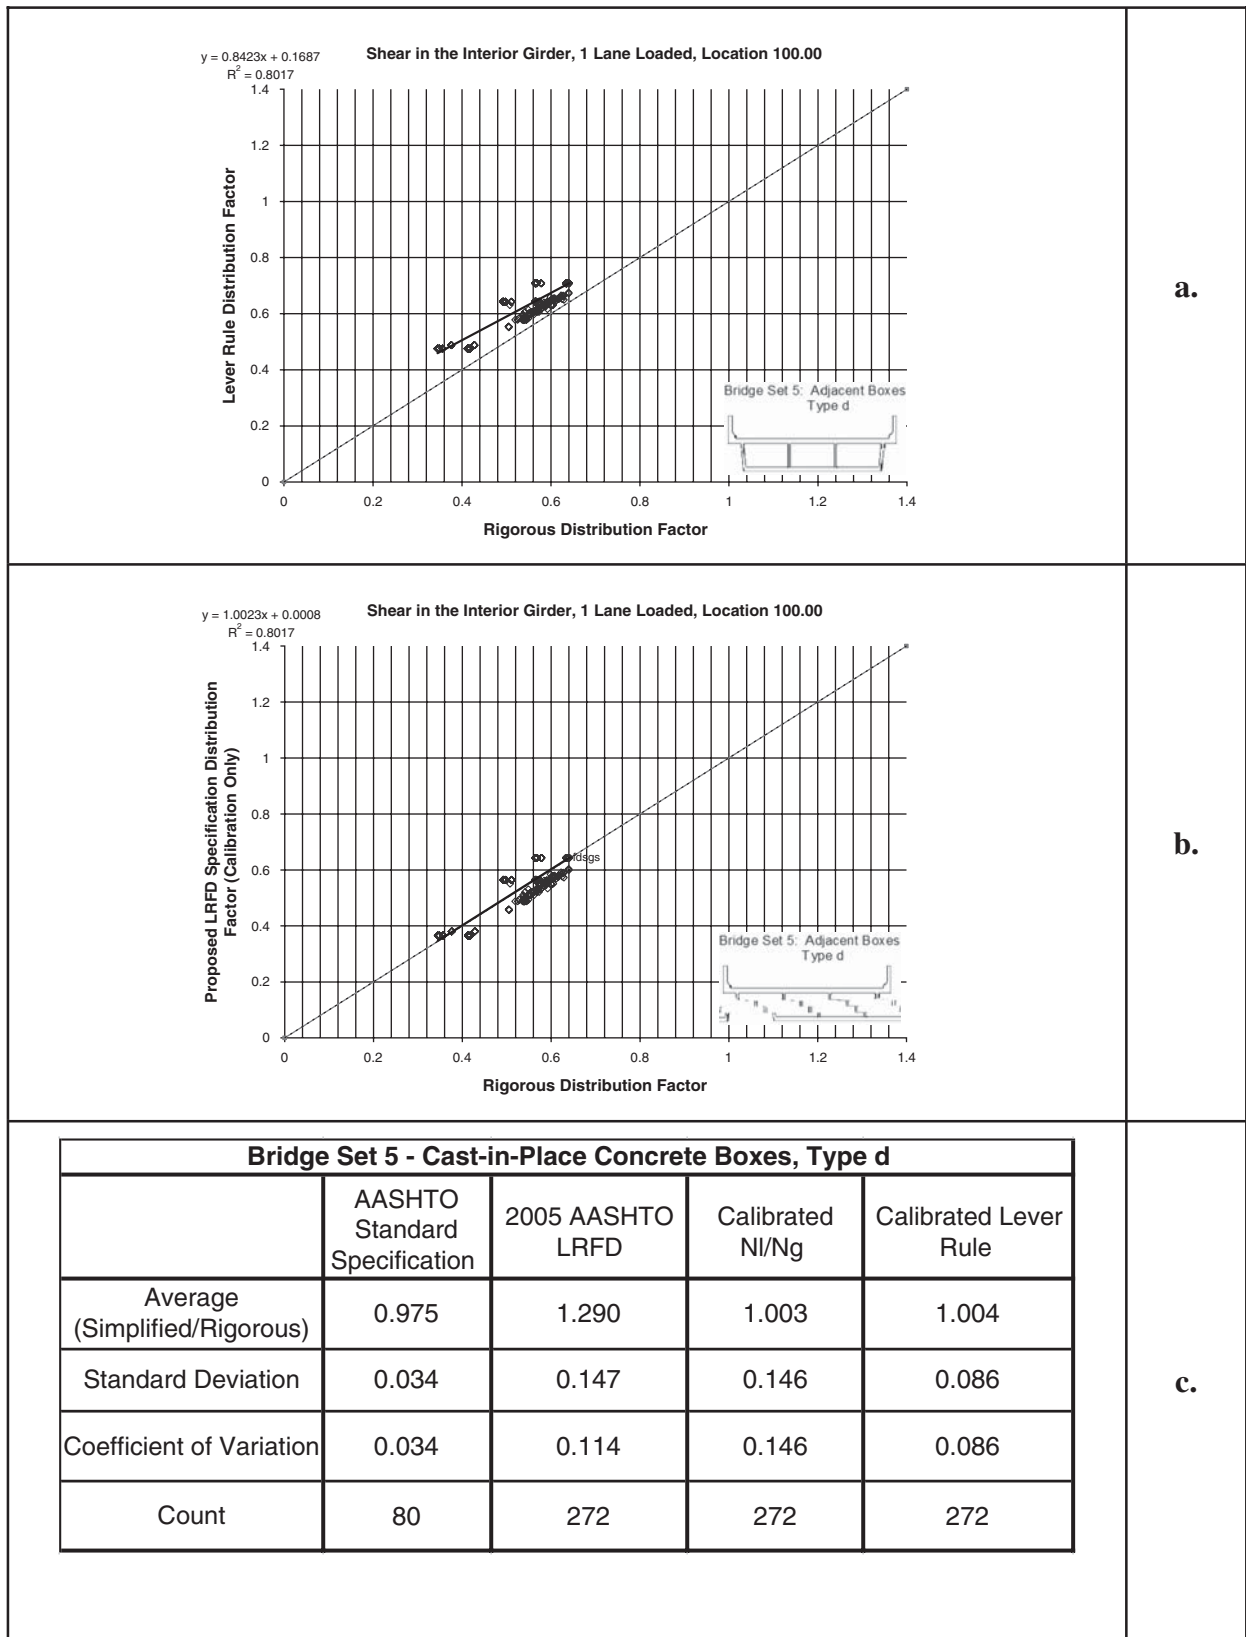 y = 0.8423x + 0.1687
R2 = 0.8017
Shear in the Interior Girder, 1 Lane Loaded, Location 100.00
1.4
1.2
1
0.8
0.6
0.4
0.2
0
Lever Rule Distribution Factor
0 0.2 0.4 0.6 0.8 1 1.2 1.4
Rigorous Distribution Factor
Bridge Set 5: Adjacent Boxes
Type d
a.
y = 1.0023x + 0.0008
R2 = 0.8017
Shear in the Interior Girder, 1 Lane Loaded, Location 100.00
1.4
1.2
1
0.8
0.6
0.4
0.2
0
Proposed LRFD Specification Distribution
Factor (Calibration Only)
fdsgs
0 0.2 0.4 0.6 0.8 1 1.2 1.4
Rigorous Distribution Factor
Bridge Set 5: Adjacent Boxes
Type d
b.
Bridge Set 5 - Cast-in-Place Concrete Boxes, Type d
AASHTO
Standard
Specification
2005 AASHTO
LRFD
Calibrated
Nl/Ng
Calibrated Lever
Rule
Average
(Simplified/Rigorous)
0.975 1.290 1.003 1.004
Standard Deviation 0.034 0.147 0.146 0.086
Coefficient of Variation 0.034 0.114 0.146 0.086
Count 80 272 272 272
c.